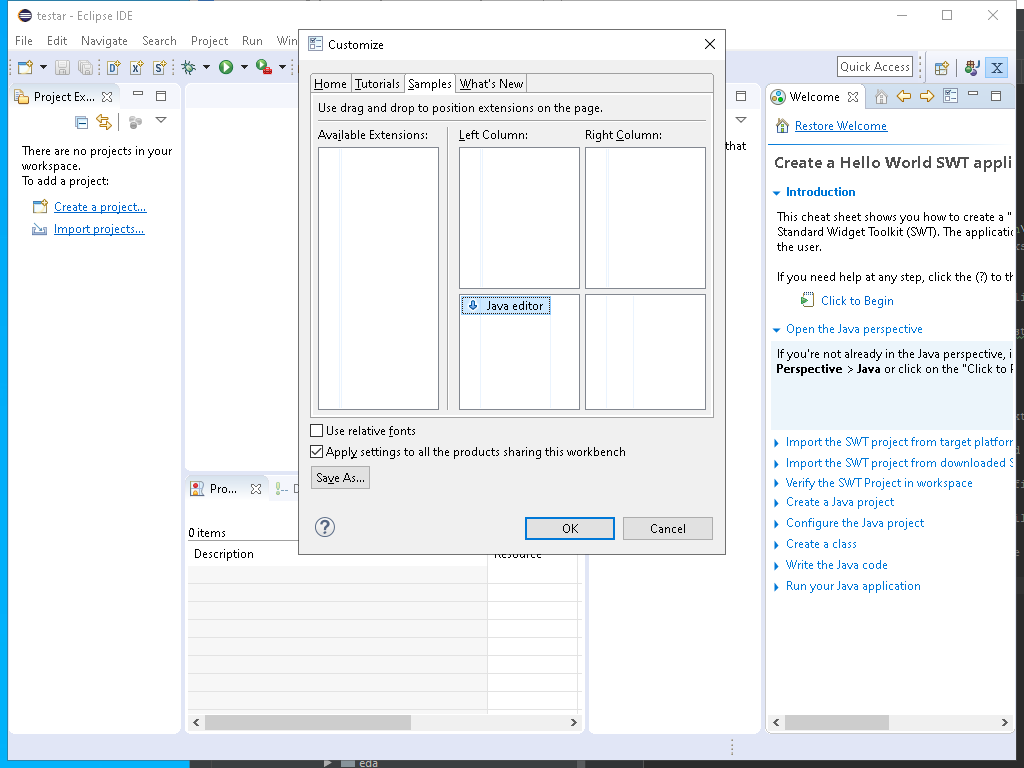 testar - Eclipse IDE
File Edit Navigate Search Project Run Win
Quick Access
Project Ex...
There are no projects in your
workspace.
To add a project:
Create a project...
Import projects...
Customize
Home Tutorials Samples What's New
Use drag and drop to position extensions on the page.
Available Extensions: Left Column: Right Column:
Java editor
Use relative fonts
Apply settings to all the products sharing this workbench
Save As...
OK Cancel
that
Pro...
0 items
Description Resource
Welcome
Restore Welcome
Create a Hello World SWT appli
Introduction
This cheat sheet shows you how to create a "
Standard Widget Toolkit (SWT). The applicatio
the user.
If you need help at any step, click the (?) to th
Click to Begin
Open the Java perspective
If you're not already in the Java perspective, i
Perspective > Java or click on the "Click to P
Import the SWT project from target platforn
Import the SWT project from downloaded S
Verify the SWT Project in workspace
Create a Java project
Configure the Java project
Create a class
Write the Java code
Run your Java application
eda